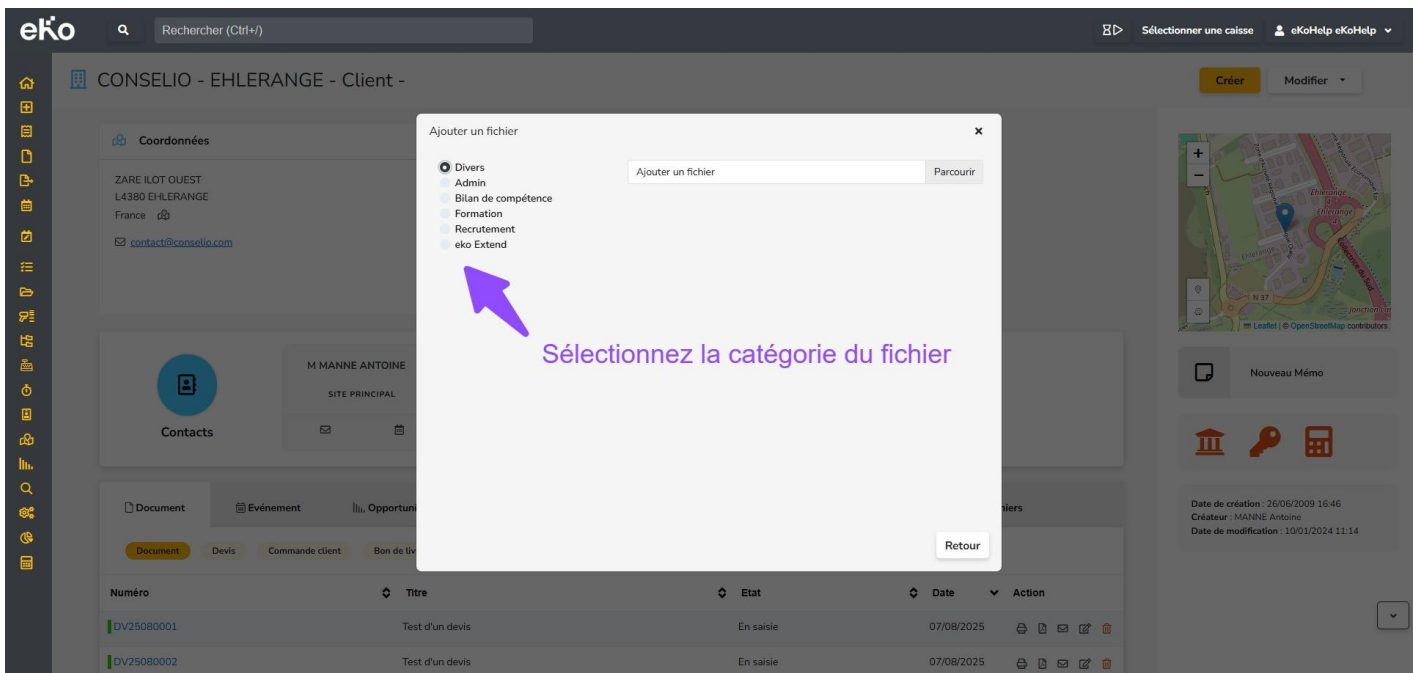 eKo
Rechercher (Ctrl+/)
Sélectionner une caisse
eKoHelp eKoHelp
CONSELIO - EHLERANGE - Client -
Créer
Modifier
Coordonnées
ZARE ILOT OUEST
L4380 EHLERANGE
France
contact@conselio.com
Ajouter un fichier
×
Divers
Admin
Bilan de compétence
Formation
Recrutement
eko Extend
Ajouter un fichier
Parcourir
Sélectionnez la catégorie du fichier
Retour
+
−
Ehlerange
Ehlerange
N 37
Leaflet | © OpenStreetMap contributors
Contacts
M MANNE ANTOINE
SITE PRINCIPAL
Nouveau Mémo
Date de création : 26/06/2009 16:46
Créateur : MANNE Antoine
Date de modification : 10/01/2024 11:14
Document
Evénement
Document
Devis
Commande client
Numéro
Titre
Etat
Date
Action
DV25080001
Test d'un devis
En saisie
07/08/2025
DV25080002
Test d'un devis
En saisie
07/08/2025